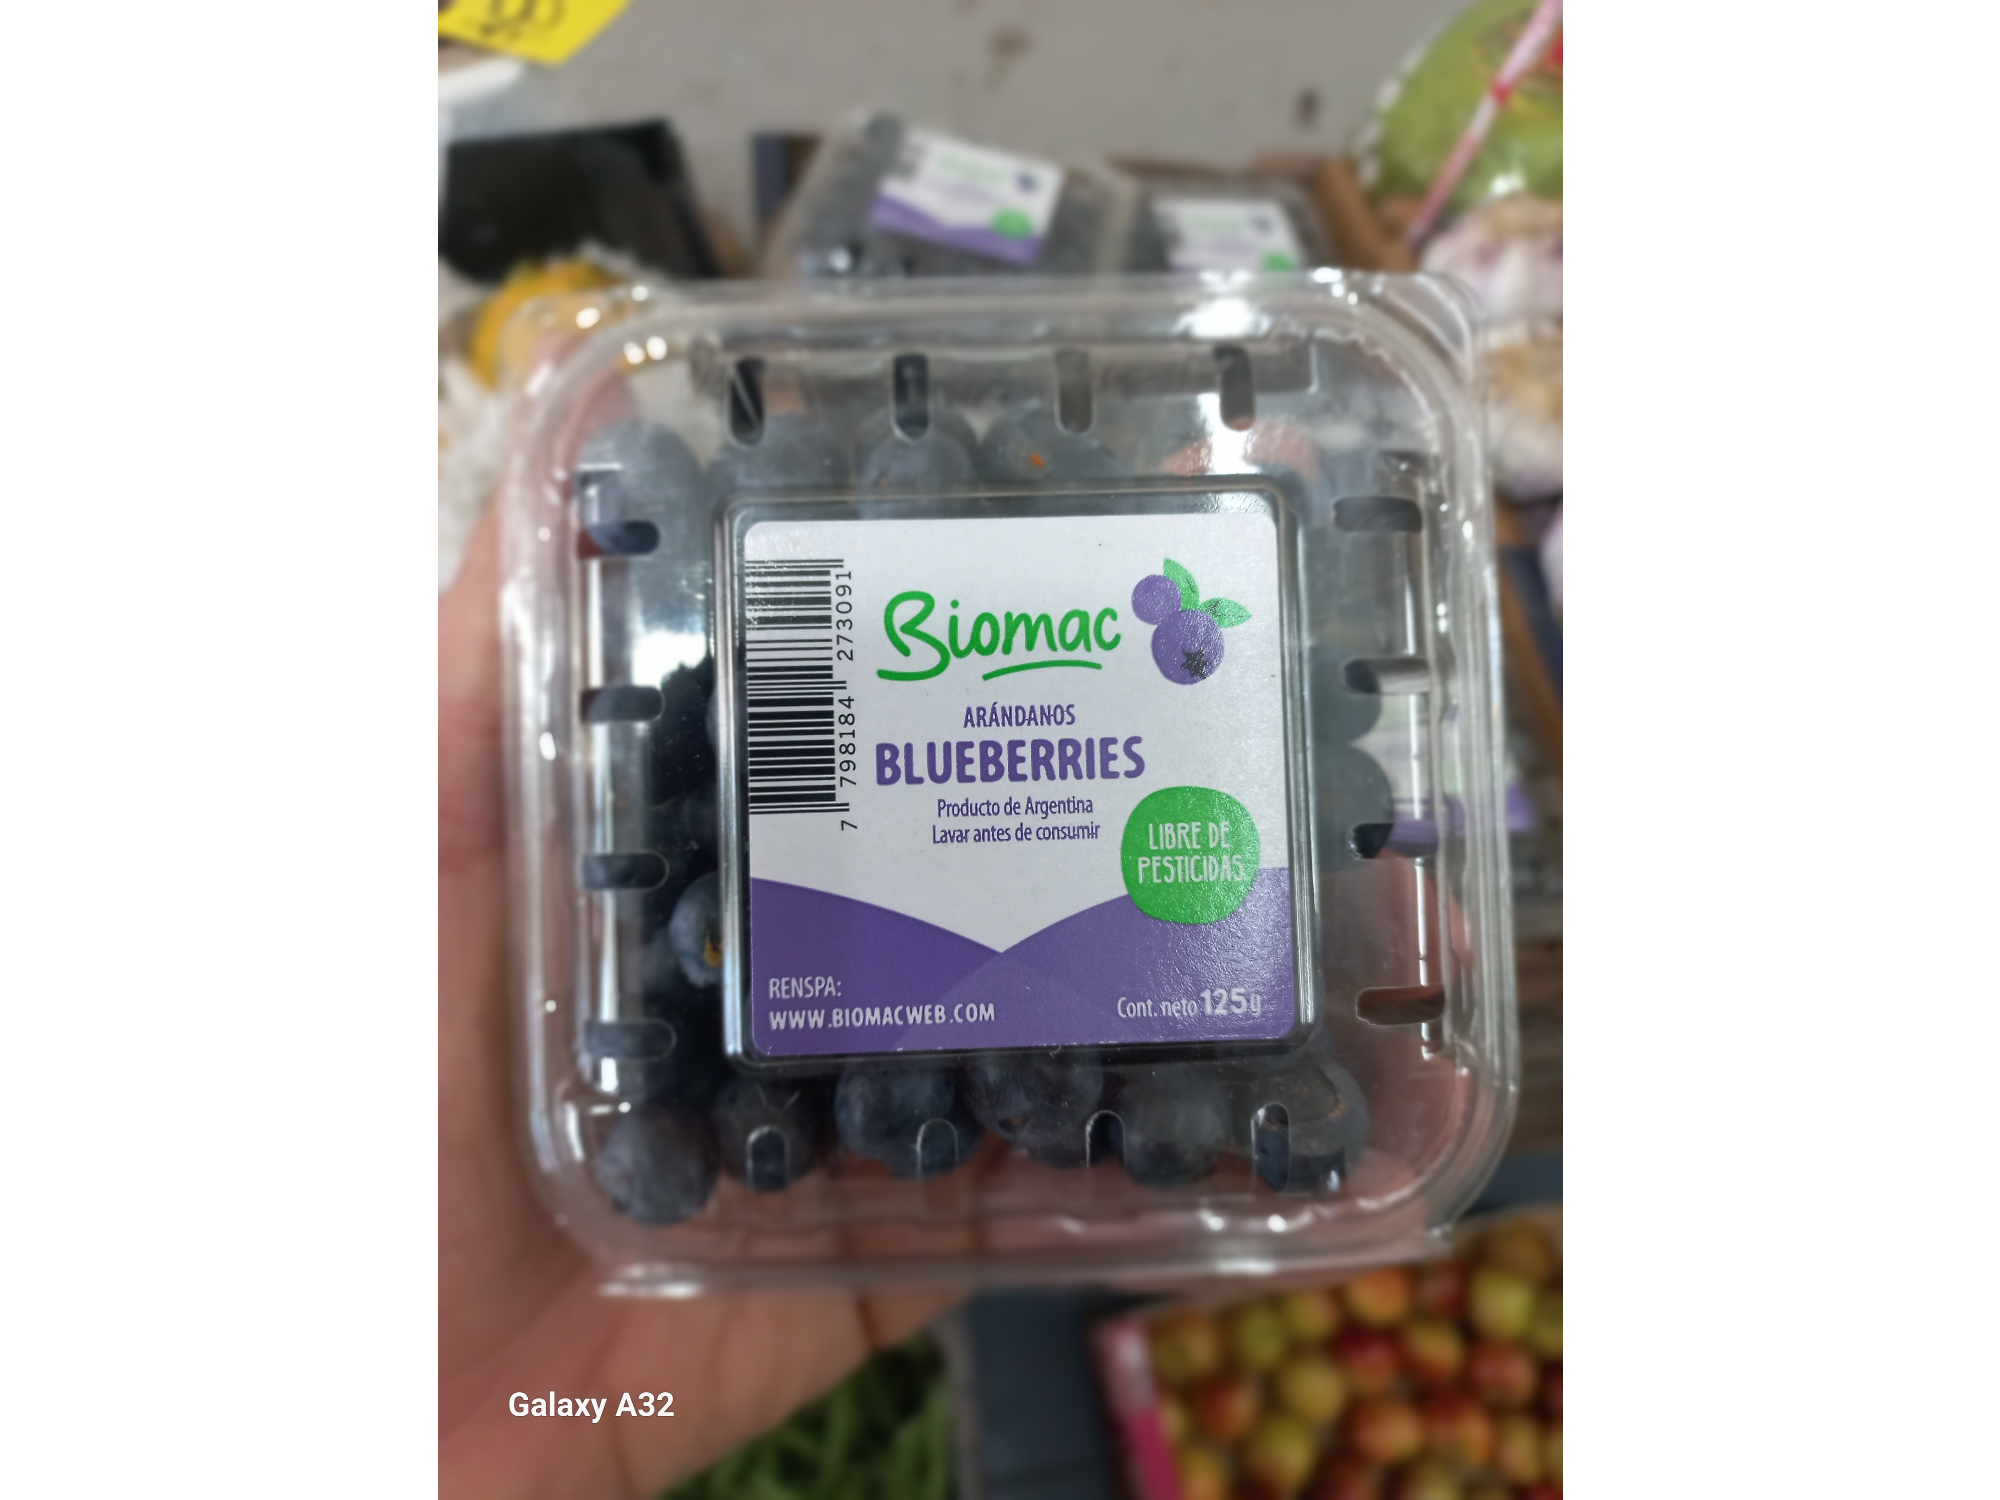 Biomac
ARÁNDANOS
BLUEBERRIES
Producto de Argentina
Lavar antes de consumir
LIBRE DE
PESTICIDAS
7 798184 273091
RENSPA:
WWW.BIOMACWEB.COM
Cont. neto 125g
Galaxy A32